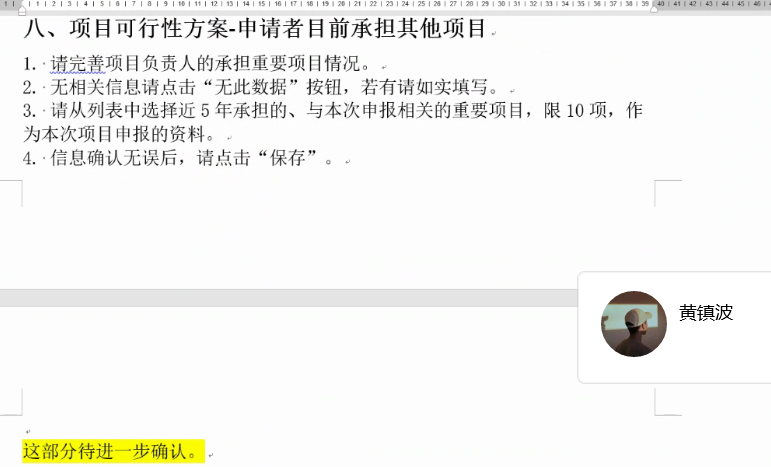 八、项目可行性方案-申请者目前承担其他项目
1. 请完善项目负责人的承担重要项目情况。
2. 无相关信息请点击“无此数据”按钮，若有请如实填写。
3. 请从列表中选择近 5 年承担的、与本次申报相关的重要项目，限 10 项，作
为本次项目申报的资料。
4. 信息确认无误后，请点击“保存”。
黄镇波
这部分待进一步确认。